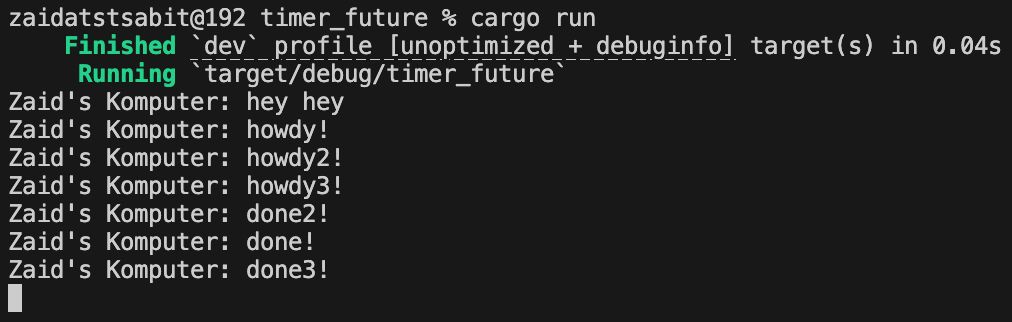 zaidatstsabit@192 timer_future % cargo run
Finished `dev` profile [unoptimized + debuginfo] target(s) in 0.04s
Running `target/debug/timer_future`
Zaid's Komputer: hey hey
Zaid's Komputer: howdy!
Zaid's Komputer: howdy2!
Zaid's Komputer: howdy3!
Zaid's Komputer: done2!
Zaid's Komputer: done!
Zaid's Komputer: done3!